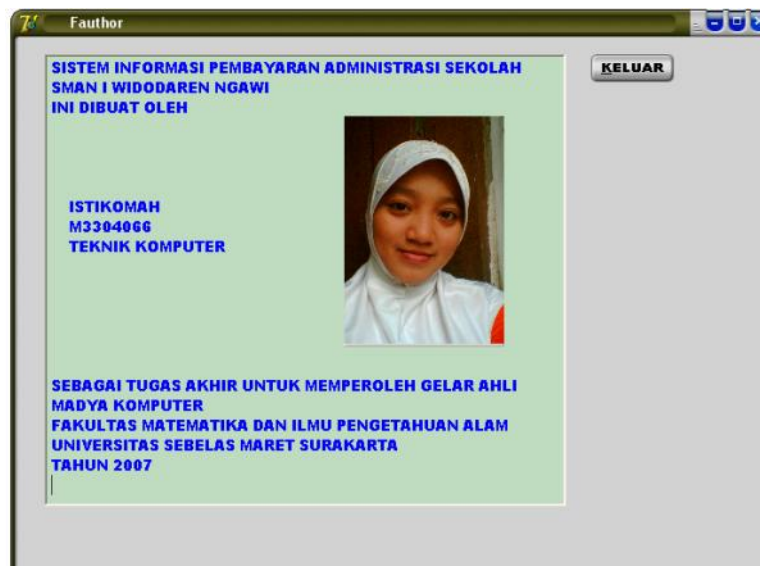 Fauthor
SISTEM INFORMASI PEMBAYARAN ADMINISTRASI SEKOLAH
SMAN I WIDODAREN NGAWI
INI DIBUAT OLEH
KELUAR
ISTIKOMAH
M3304066
TEKNIK KOMPUTER
SEBAGAI TUGAS AKHIR UNTUK MEMPEROLEH GELAR AHLI
MADYA KOMPUTER
FAKULTAS MATEMATIKA DAN ILMU PENGETAHUAN ALAM
UNIVERSITAS SEBELAS MARET SURAKARTA
TAHUN 2007